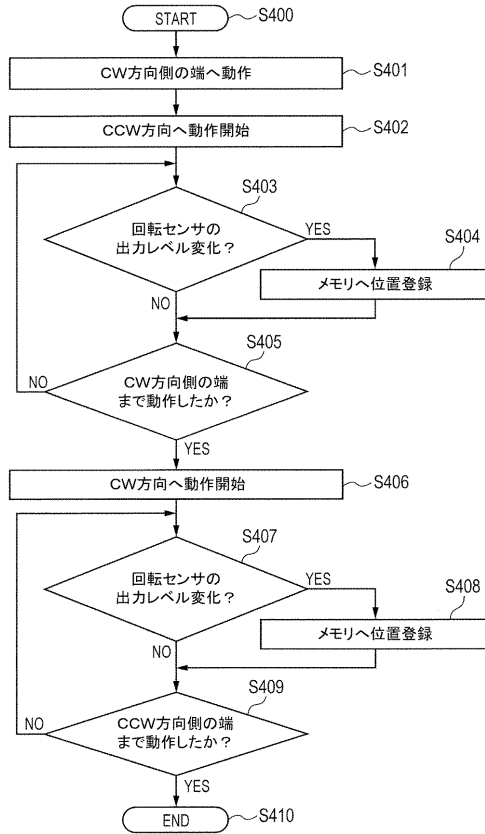 START
S400
CW方向側の端へ動作
S401
CCW方向へ動作開始
S402
S403
回転センサの
出力レベル変化？
YES
S404
メモリへ位置登録
NO
S405
CW方向側の端
まで動作したか？
NO
YES
CW方向へ動作開始
S406
S407
回転センサの
出力レベル変化？
YES
S408
メモリへ位置登録
NO
S409
CCW方向側の端
まで動作したか？
NO
YES
END
S410